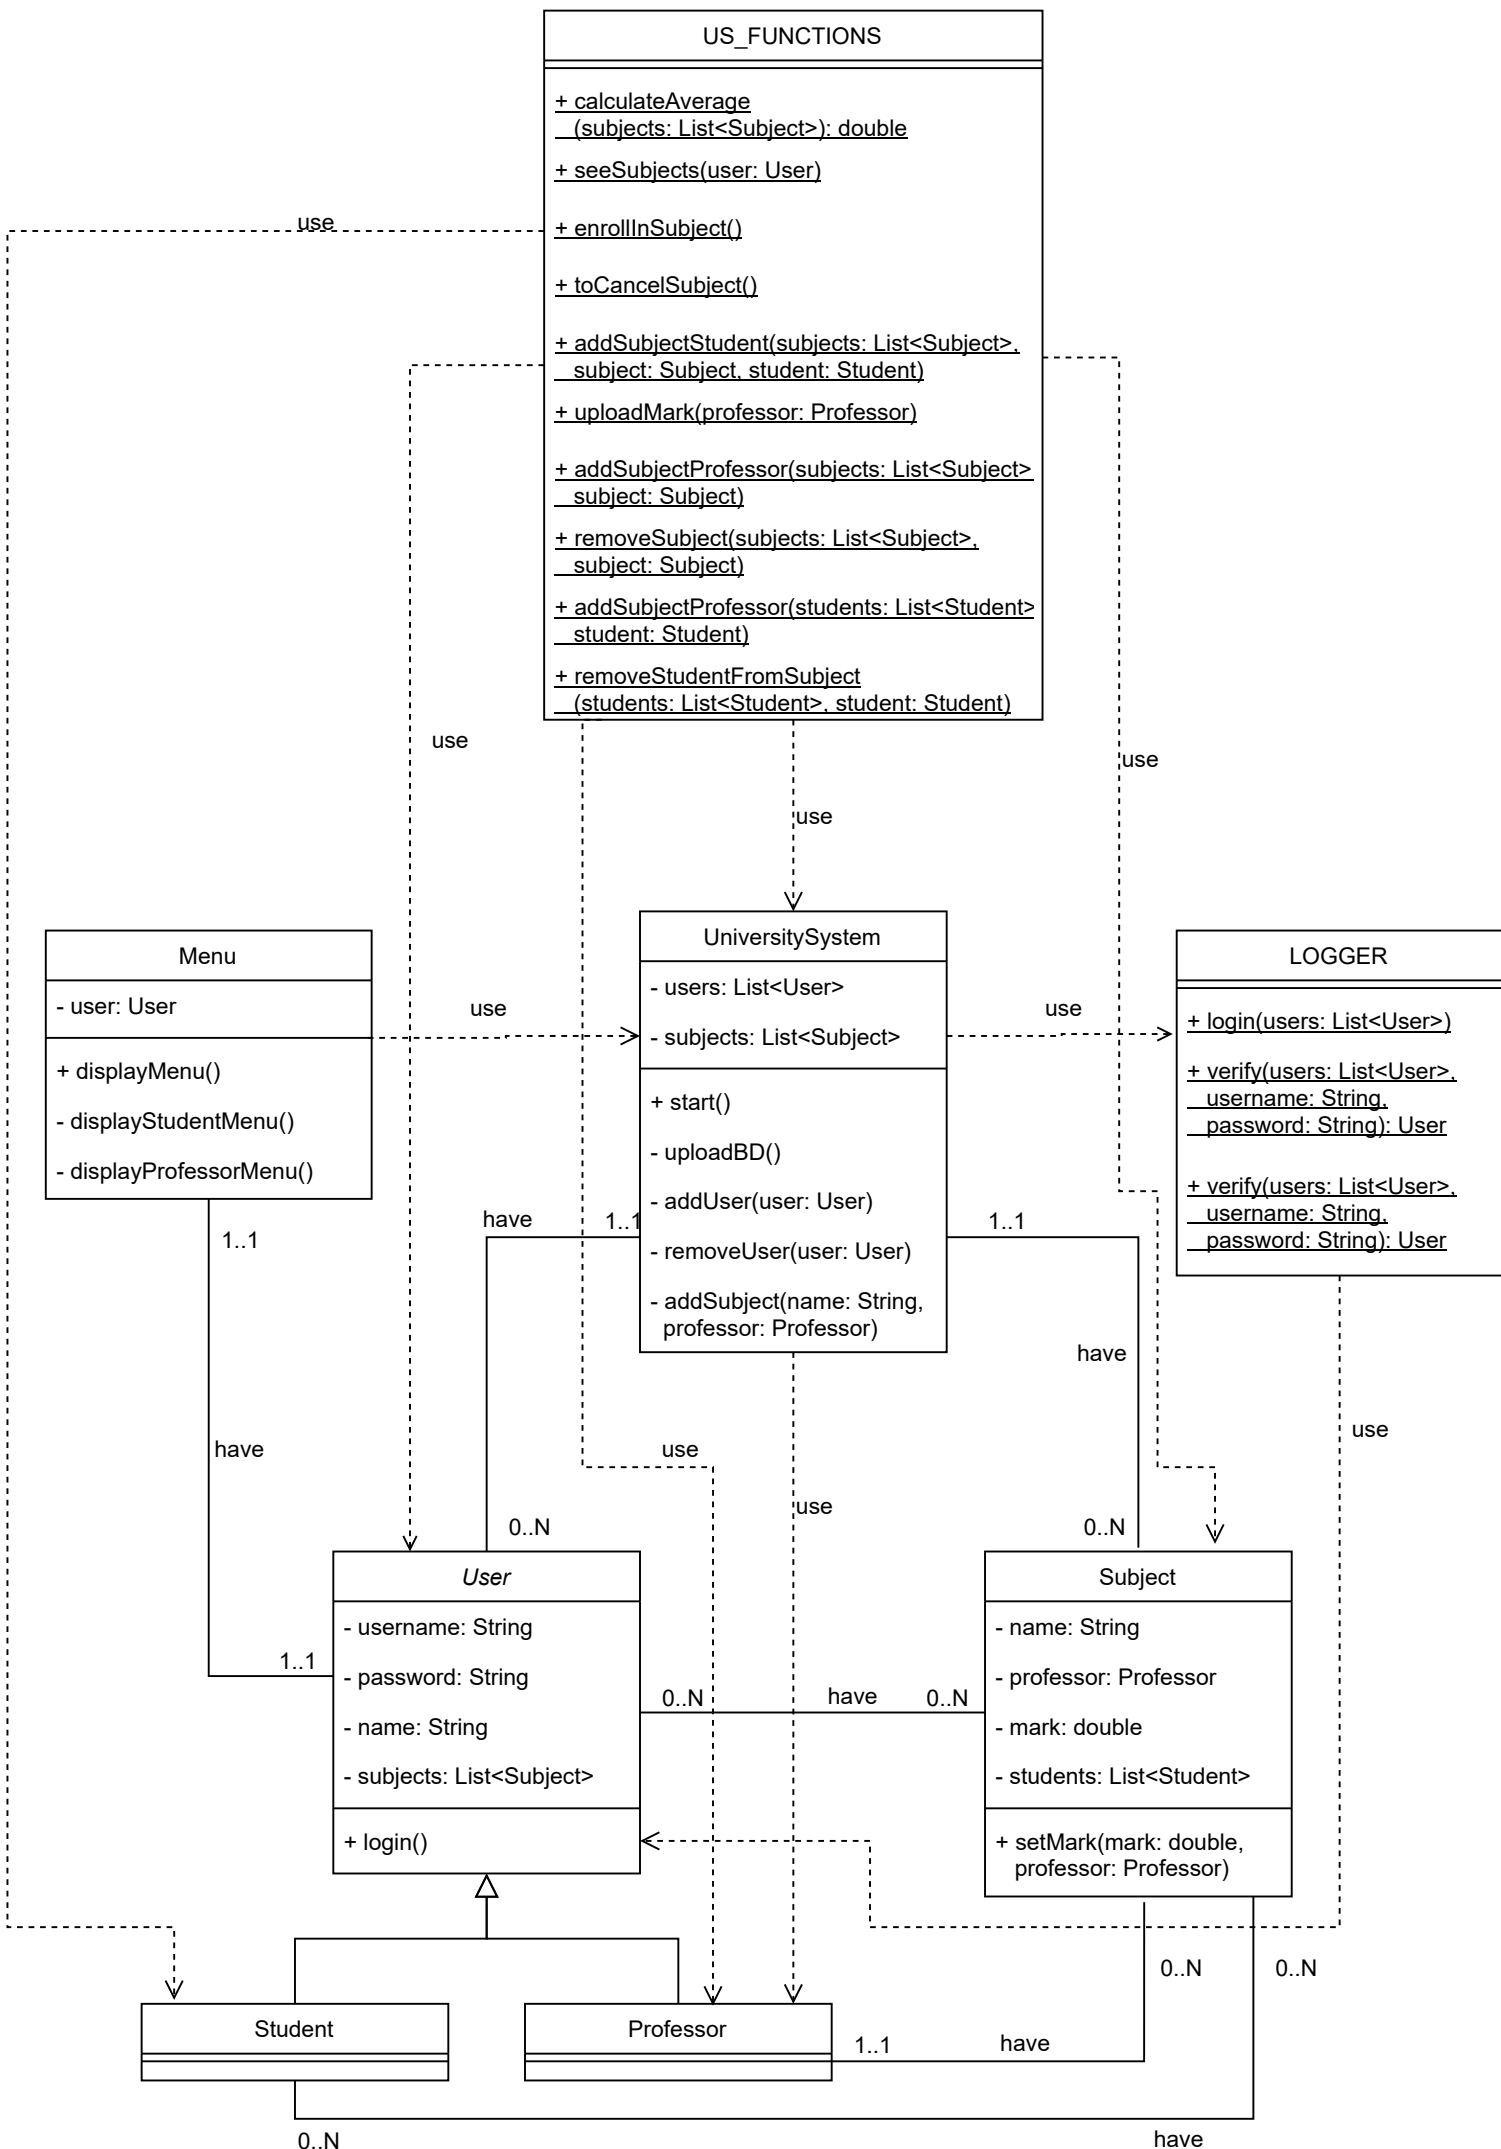 US_FUNCTIONS
+ calculateAverage
(subjects: List<Subject>): double
+ seeSubjects(user: User)
+ enrollInSubject()
+ toCancelSubject()
+ addSubjectStudent(subjects: List<Subject>,
subject: Subject, student: Student)
+ uploadMark(professor: Professor)
+ addSubjectProfessor(subjects: List<Subject>
subject: Subject)
+ removeSubject(subjects: List<Subject>,
subject: Subject)
+ addSubjectProfessor(students: List<Student>
student: Student)
+ removeStudentFromSubject
(students: List<Student>, student: Student)
use
use
use
use
Menu
- user: User
+ displayMenu()
- displayStudentMenu()
- displayProfessorMenu()
use
UniversitySystem
- users: List<User>
- subjects: List<Subject>
+ start()
- uploadBD()
- addUser(user: User)
- removeUser(user: User)
- addSubject(name: String,
professor: Professor)
use
LOGGER
+ login(users: List<User>)
+ verify(users: List<User>,
username: String,
password: String): User
+ verify(users: List<User>,
username: String,
password: String): User
1..1
have
1..1
1..1
have
have
use
use
use
0..N
0..N
1..1
User
- username: String
- password: String
- name: String
- subjects: List<Subject>
+ login()
0..N
have
0..N
Subject
- name: String
- professor: Professor
- mark: double
- students: List<Student>
+ setMark(mark: double,
professor: Professor)
0..N
0..N
Student
Professor
1..1
have
0..N
have